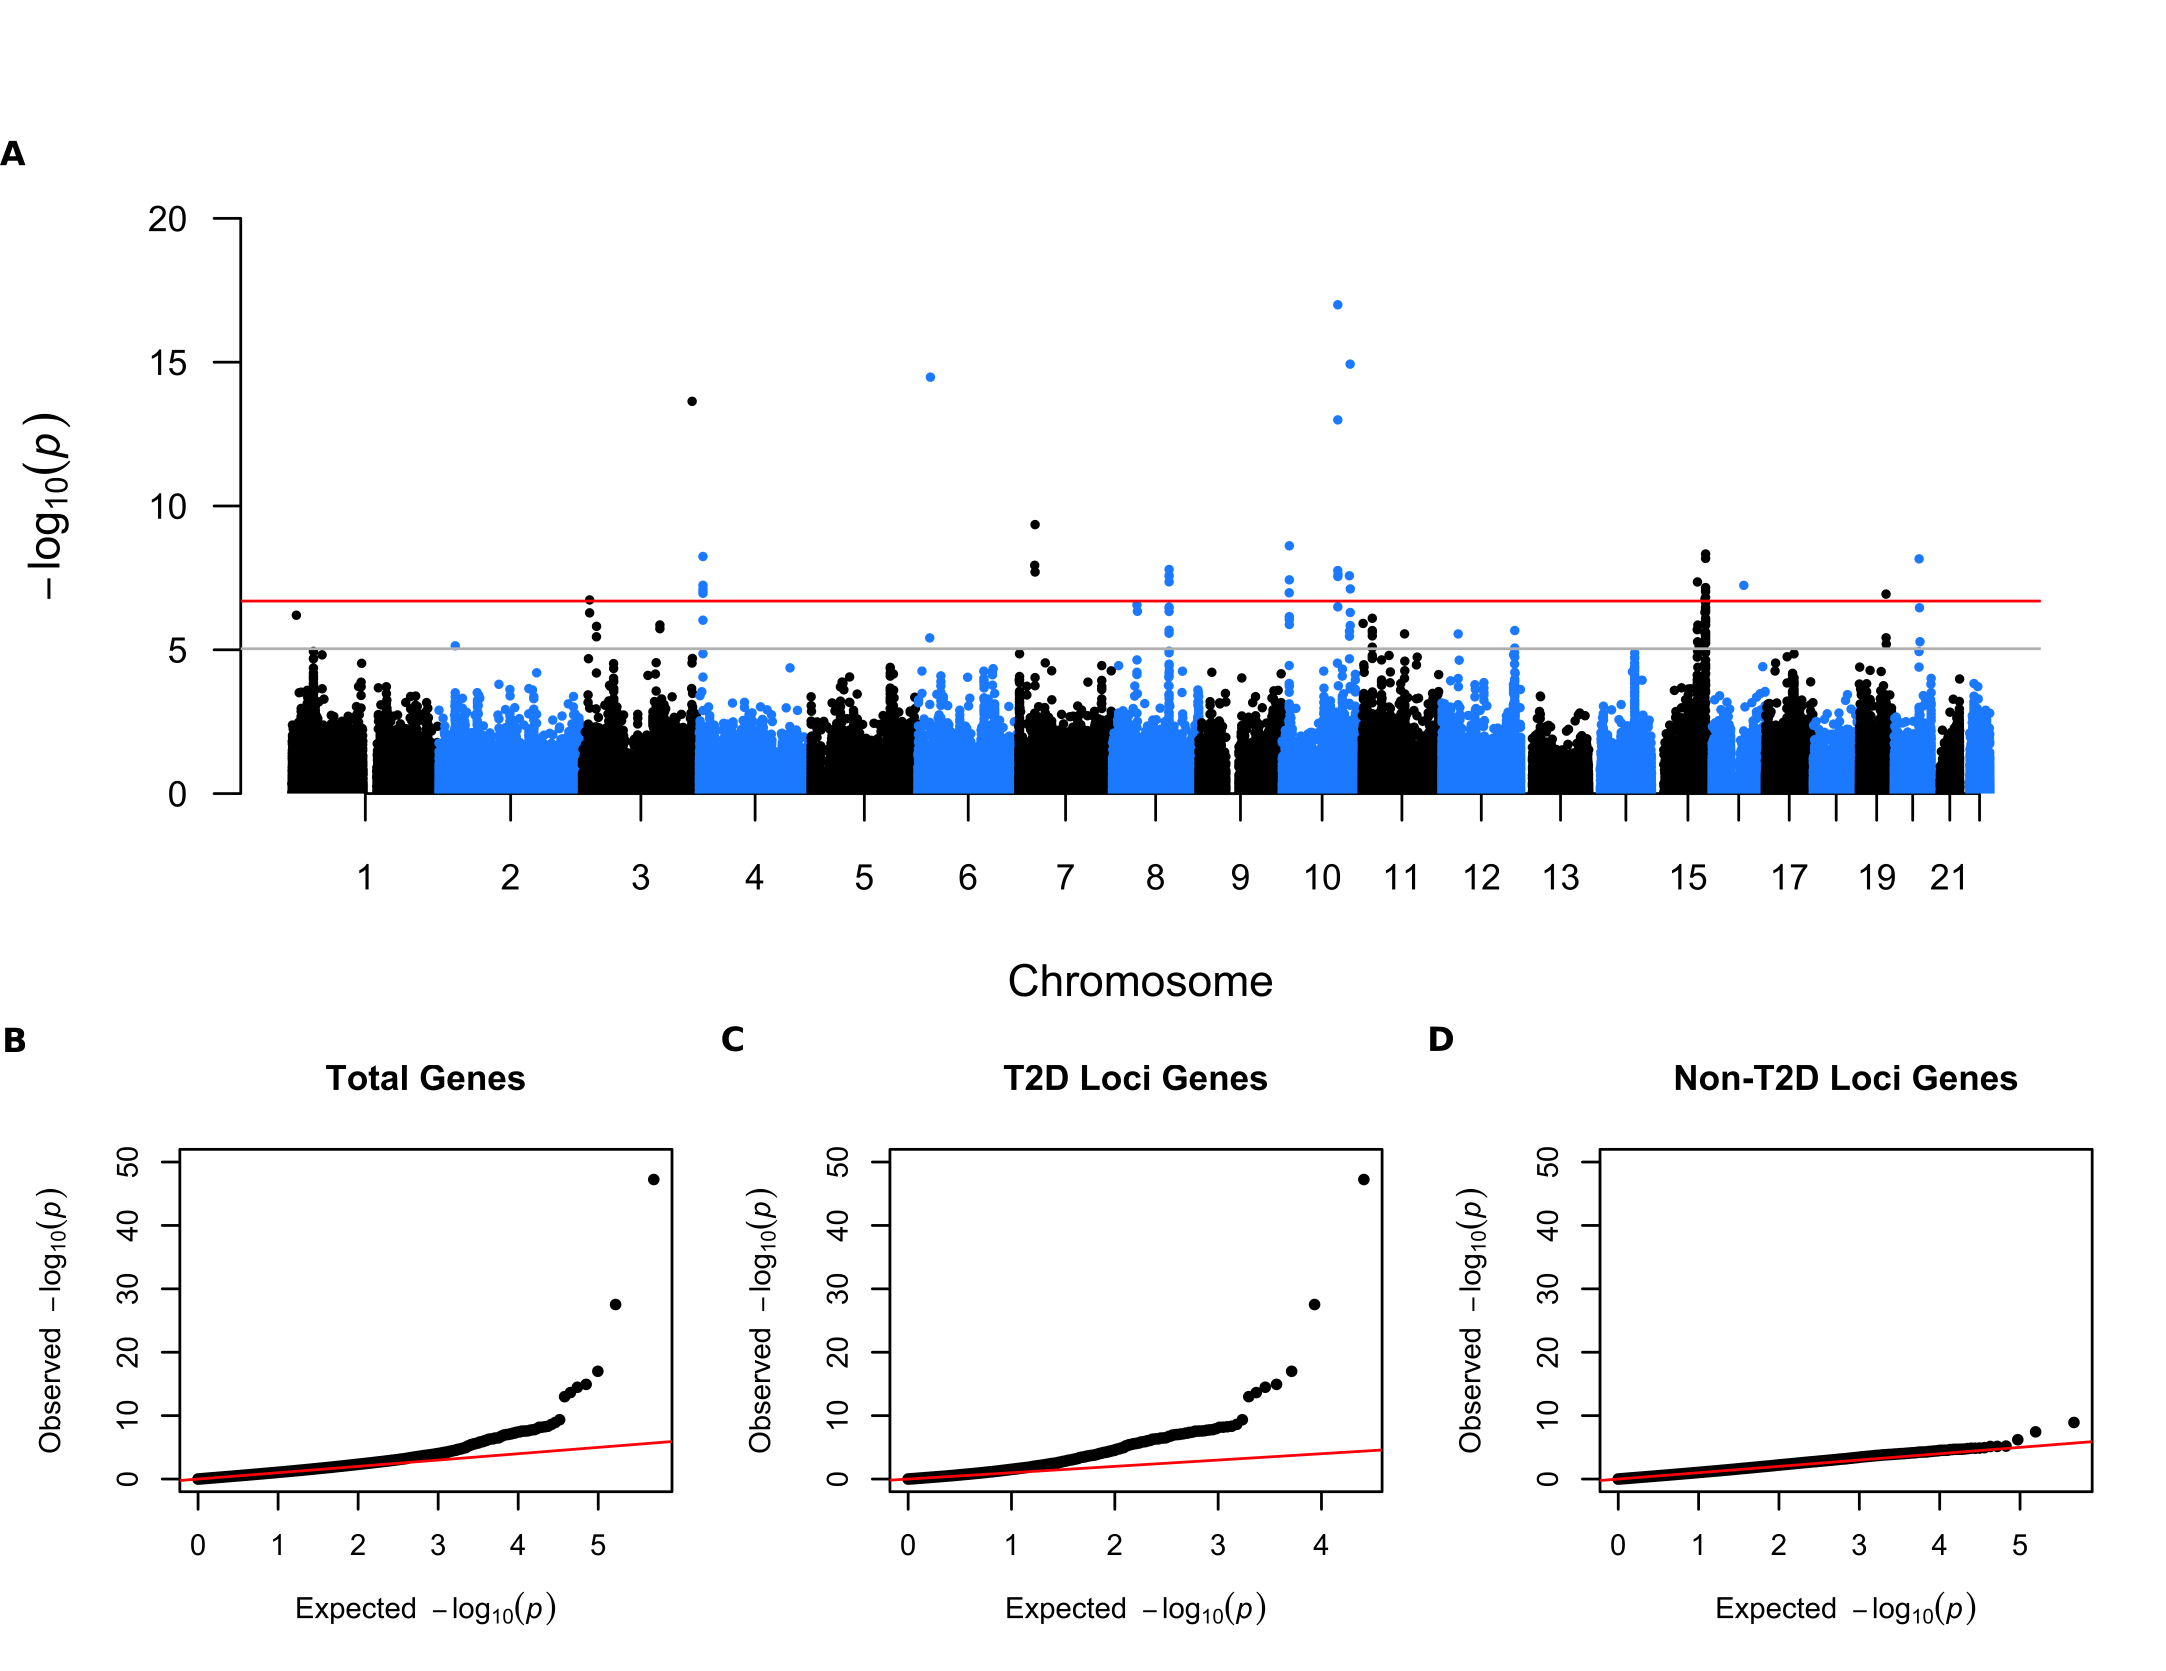 A
20
15
10
5
0
−log10(p)
1 2 3 4 5 6 7 8 9 10 11 12 13 15 17 19 21
Chromosome
B C D
Total Genes T2D Loci Genes Non-T2D Loci Genes
50
40
30
20
10
0
Observed −log10(p)
0 1 2 3 4 5
Expected −log10(p)
50
40
30
20
10
0
Observed −log10(p)
0 1 2 3 4
Expected −log10(p)
50
40
30
20
10
0
Observed −log10(p)
0 1 2 3 4 5
Expected −log10(p)